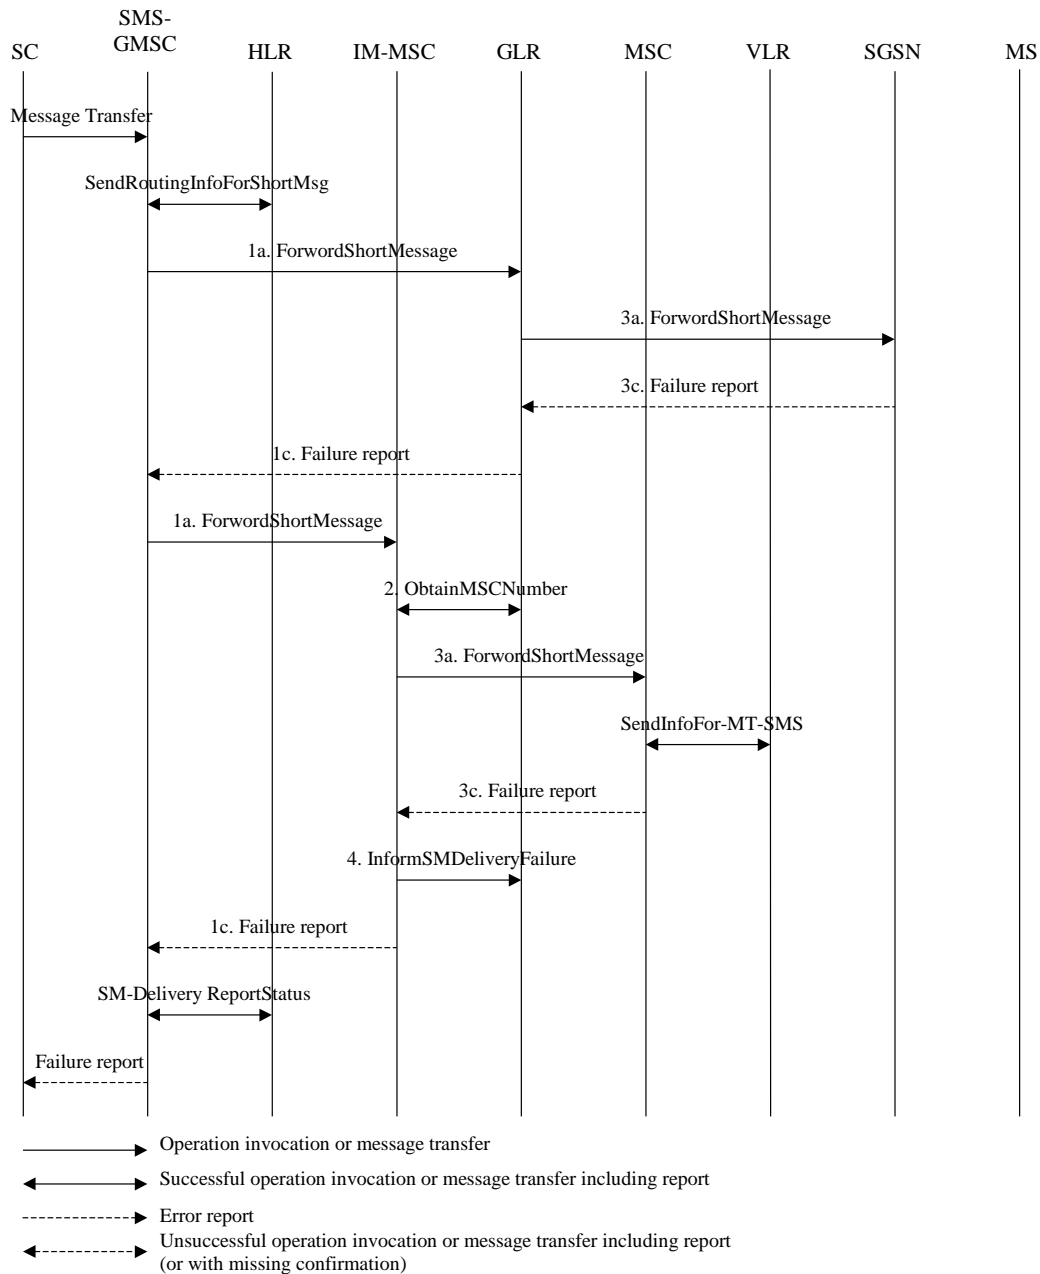 SMS-
GMSC
SC
HLR
IM-MSC
GLR
MSC
VLR
SGSN
MS
Message Transfer
SendRoutingInfoForShortMsg
1a. ForwordShortMessage
3a. ForwordShortMessage
3c. Failure report
1c. Failure report
1a. ForwordShortMessage
2. ObtainMSCNumber
3a. ForwordShortMessage
SendInfoFor-MT-SMS
3c. Failure report
4. InformSMDeliveryFailure
1c. Failure report
SM-Delivery ReportStatus
Failure report
Operation invocation or message transfer
Successful operation invocation or message transfer including report
Error report
Unsuccessful operation invocation or message transfer including report
(or with missing confirmation)